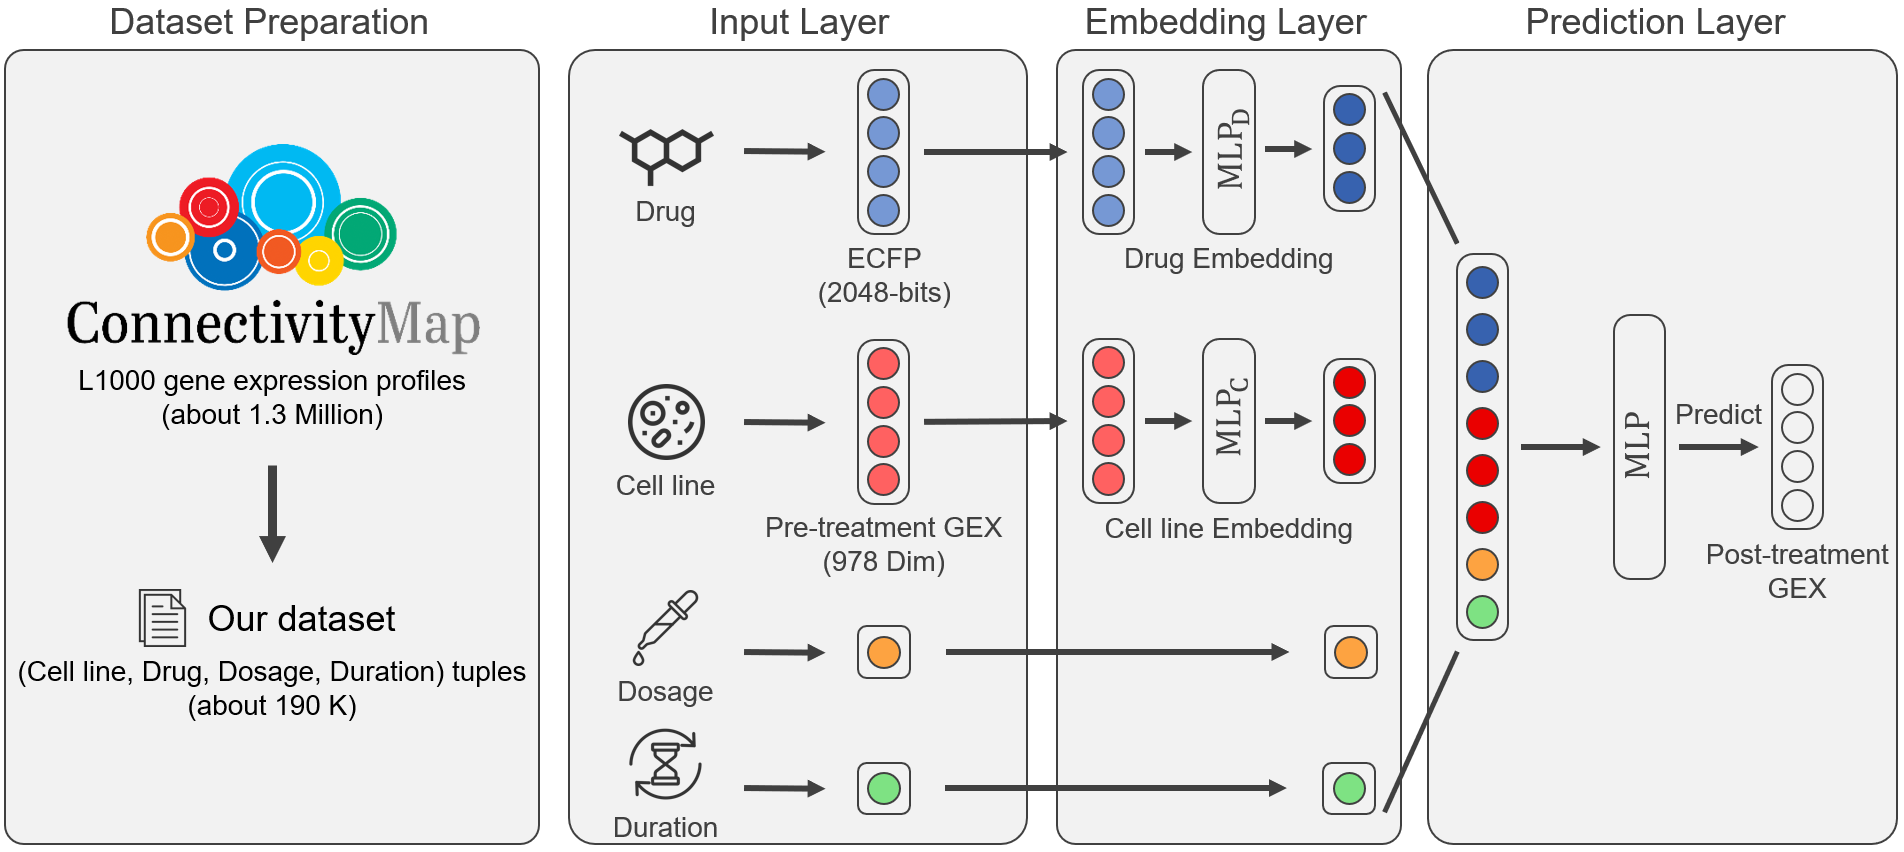 Dataset Preparation
ConnectivityMap
L1000 gene expression profiles
(about 1.3 Million)
Our dataset
(Cell line, Drug, Dosage, Duration) tuples
(about 190 K)
Input Layer
Drug
ECFP
(2048-bits)
Cell line
Pre-treatment GEX
(978 Dim)
Dosage
Duration
Embedding Layer
MLP_D
Drug Embedding
MLP_C
Cell line Embedding
Prediction Layer
MLP
Predict
Post-treatment
GEX